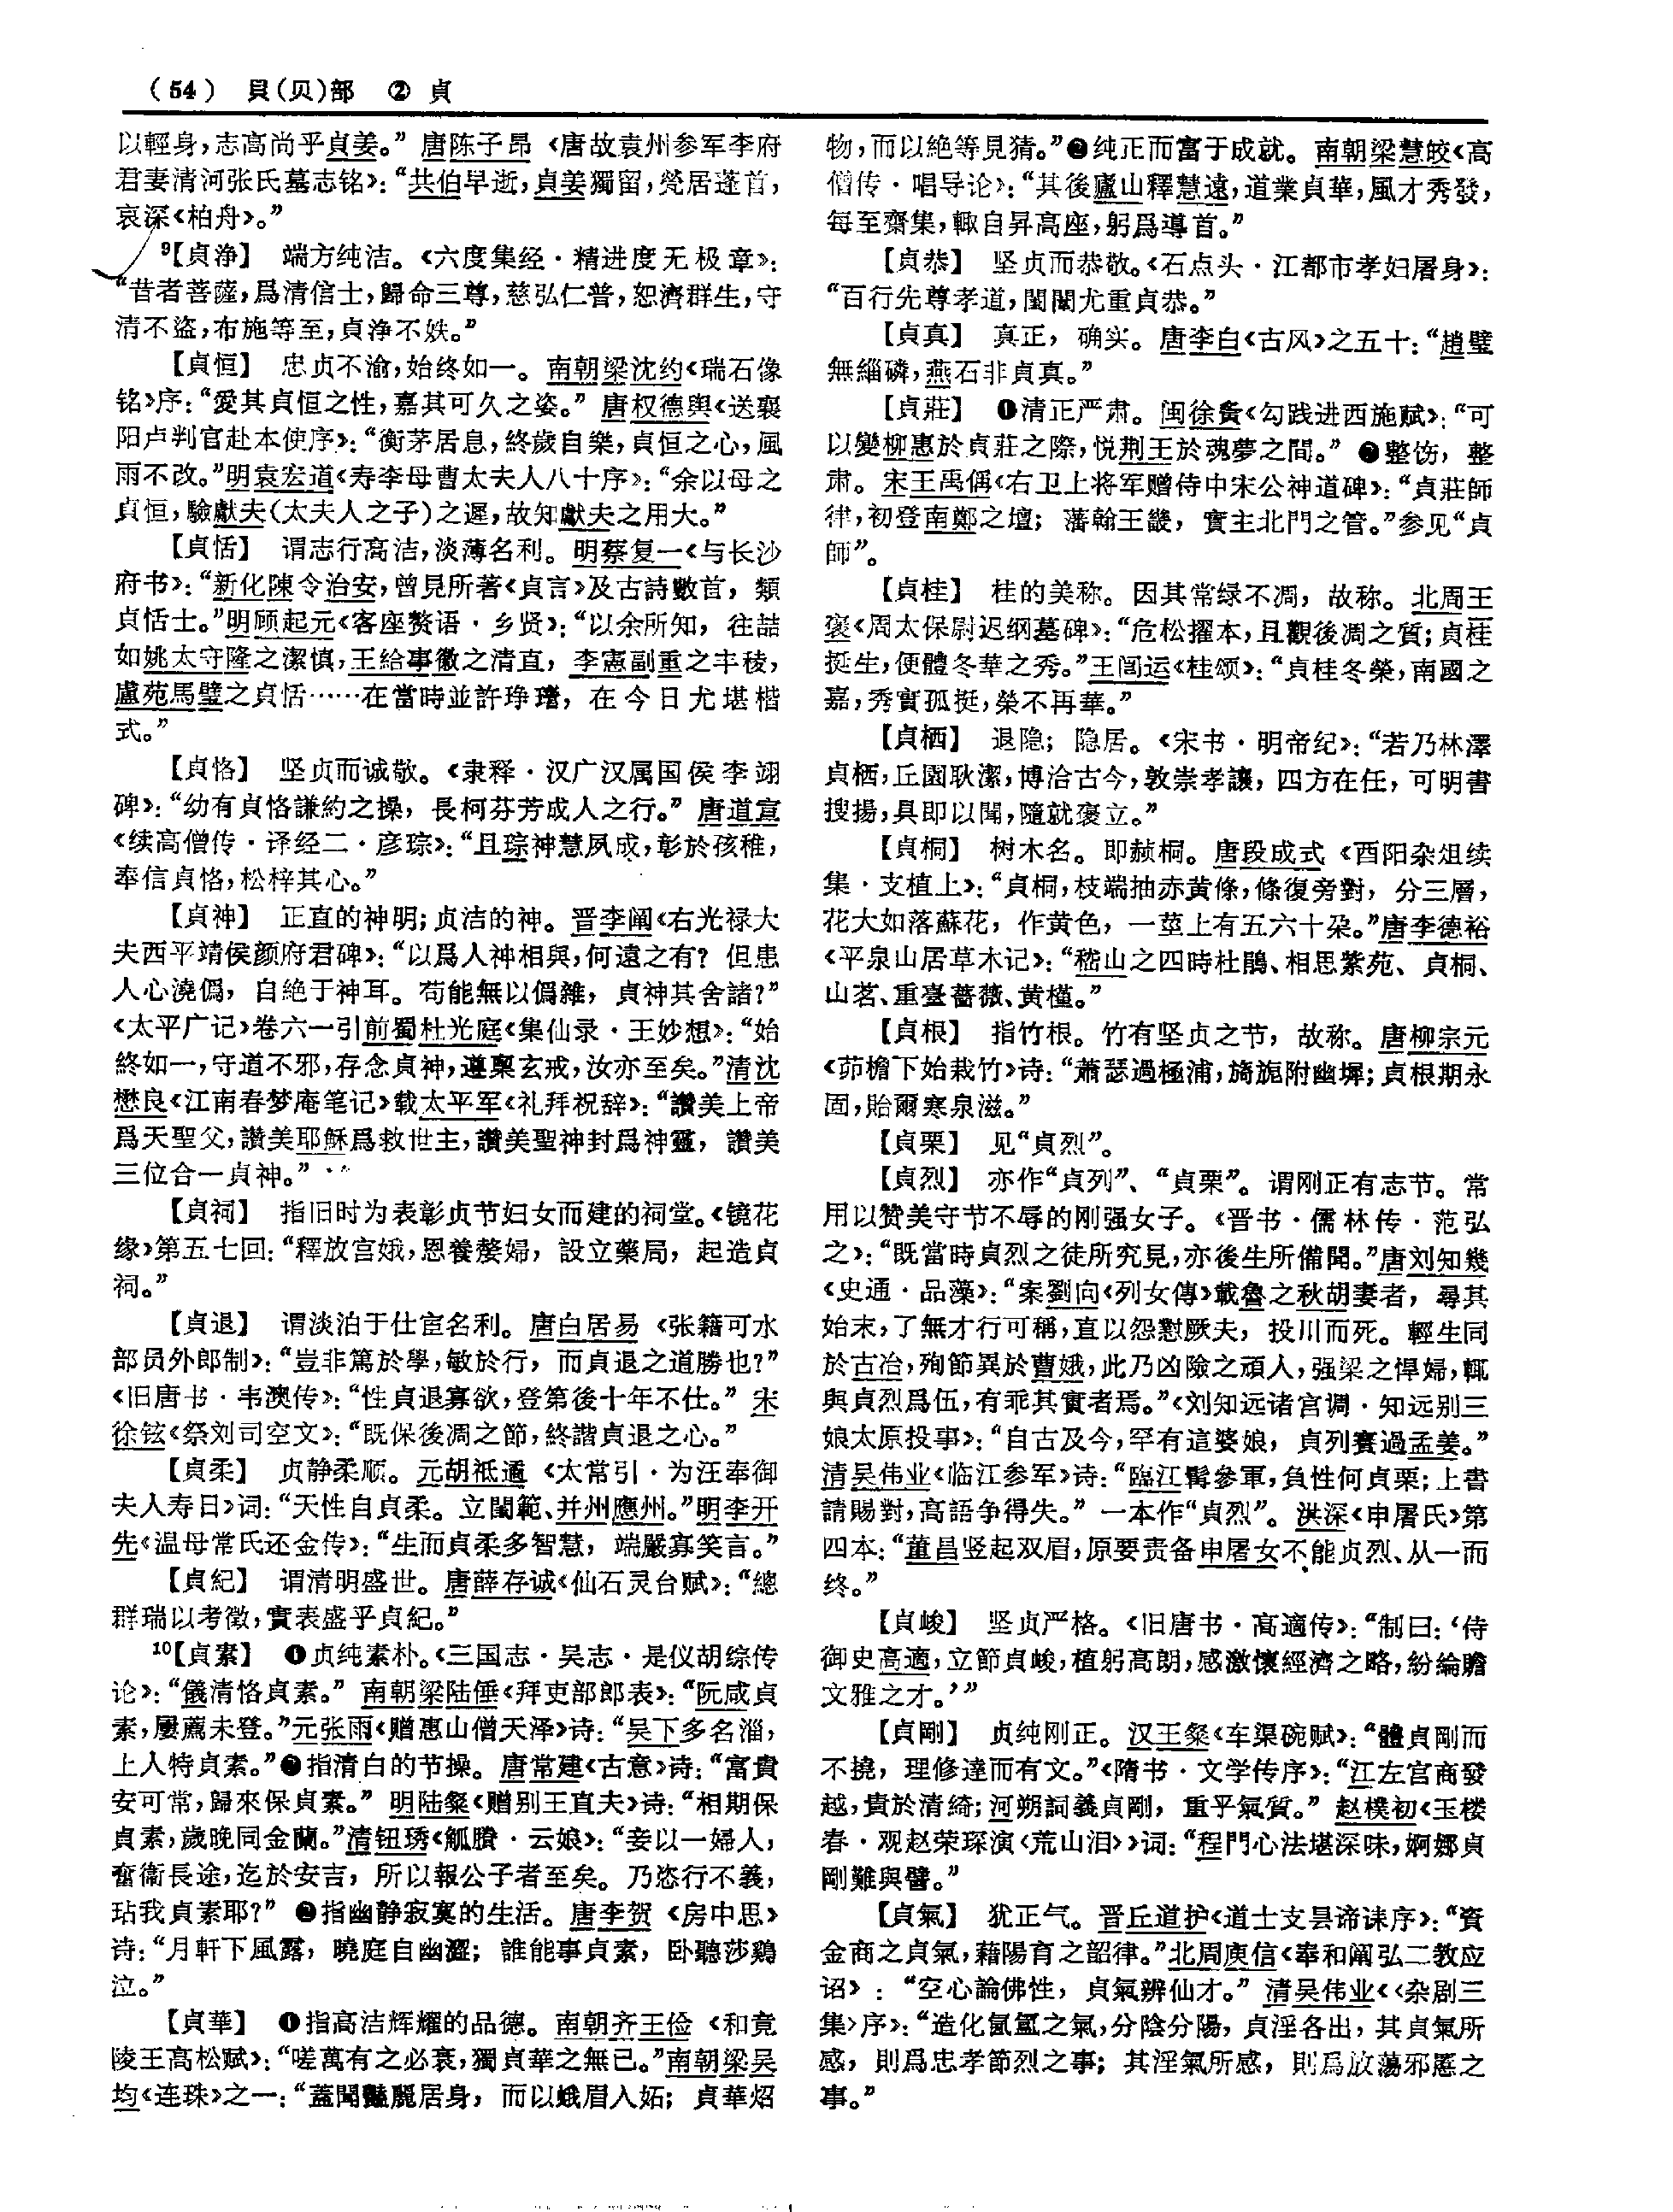 （54） 貝(贝)部 ② 貞
以輕身，志高尚乎貞姜。” 唐陈子昂《唐故袁州参军李府
君妻清河张氏墓志铭》：“共伯早逝，貞姜獨留，煢居蓬首，
哀深《柏舟》。”
⁹【貞净】 端方纯洁。《六度集经·精进度无极章》：
“昔者菩薩，爲清信士，歸命三尊，慈弘仁普，恕濟群生，守
清不盜，布施等至，貞净不妷。”
【貞恒】 忠贞不渝，始终如一。南朝梁沈约《瑞石像
铭》序：“愛其貞恒之性，嘉其可久之姿。” 唐权德舆《送襄
阳卢判官赴本使序》：“衡茅居息，終歲自樂，貞恒之心，風
雨不改。”明袁宏道《寿李母曹太夫人八十序》：“余以母之
貞恒，驗獻夫(太夫人之子)之遲，故知獻夫之用大。”
【貞恬】 谓志行高洁，淡薄名利。明蔡复一《与长沙
府书》：“新化陳令治安，曾見所著《貞言》及古詩數首，類
貞恬士。”明顾起元《客座赘语·乡贤》：“以余所知，往喆
如姚太守隆之潔慎，王給事徽之清直，李憲副重之丰稜，
盧苑馬璧之貞恬……在當時並許琤瑨，在今日尤堪楷
式。”
【貞恪】 坚贞而诚敬。《隶释·汉广汉属国侯李翊
碑》：“幼有貞恪謙約之操，長柯芬芳成人之行。” 唐道宣
《续高僧传·译经二·彦琮》：“且琮神慧夙成，彰於孩稚，
奉信貞恪，松梓其心。”
【貞神】 正直的神明；贞洁的神。晋李阐《右光禄大
夫西平靖侯颜府君碑》：“以爲人神相與，何遠之有？但患
人心澆僞，自絶于神耳。苟能無以僞雜，貞神其舍諸？”
《太平广记》卷六一引前蜀杜光庭《集仙录·王妙想》：“始
終如一，守道不邪，存念貞神，遵稟玄戒，汝亦至矣。”清沈
懋良《江南春梦庵笔记》载太平军《礼拜祝辞》：“讚美上帝
爲天聖父，讚美耶穌爲救世主，讚美聖神封爲神靈，讚美
三位合一貞神。”
【貞祠】 指旧时为表彰贞节妇女而建的祠堂。《镜花
缘》第五七回：“釋放宫娥，恩養嫠婦，設立藥局，起造貞
祠。”
【貞退】 谓淡泊于仕宦名利。唐白居易《张籍可水
部员外郎制》：“豈非篤於學，敏於行，而貞退之道勝也？”
《旧唐书·韦澳传》：“性貞退寡欲，登第後十年不仕。” 宋
徐铉《祭刘司空文》：“既保後凋之節，終諧貞退之心。”
【貞柔】 贞静柔顺。元胡祗遹《太常引·为汪奉御
夫人寿日》词：“天性自貞柔。立閫範、并州應州。”明李开
先《温母常氏还金传》：“生而貞柔多智慧，端嚴寡笑言。”
【貞紀】 谓清明盛世。唐薛存诚《仙石灵台赋》：“總
群瑞以考徵，實表盛乎貞紀。”
¹⁰【貞素】 ❶贞纯素朴。《三国志·吴志·是仪胡综传
论》：“儀清恪貞素。” 南朝梁陆倕《拜吏部郎表》：“阮咸貞
素，屢薦未登。”元张雨《赠惠山僧天泽》诗：“吴下多名淄，
上人特貞素。”❷指清白的节操。唐常建《古意》诗：“富貴
安可常，歸來保貞素。” 明陆粲《赠别王直夫》诗：“相期保
貞素，歲晚同金蘭。”清钮琇《觚賸·云娘》：“妾以一婦人，
奮衞長途，迄於安吉，所以報公子者至矣。乃恣行不義，
玷我貞素耶？” ❸指幽静寂寞的生活。唐李贺《房中思》
诗：“月軒下風露，曉庭自幽澀；誰能事貞素，卧聽莎鷄
泣。”
【貞華】 ❶指高洁辉耀的品德。南朝齐王俭《和竟
陵王高松赋》：“嗟萬有之必衰，獨貞華之無已。”南朝梁吴
均《连珠》之一：“蓋聞艷麗居身，而以蛾眉入妬；貞華炤
物，而以絶等見猜。”❷纯正而富于成就。南朝梁慧皎《高
僧传·唱导论》：“其後廬山釋慧遠，道業貞華，風才秀發，
每至齋集，輒自昇高座，躬爲導首。”
【貞恭】 坚贞而恭敬。《石点头·江都市孝妇屠身》：
“百行先尊孝道，閨闈尤重貞恭。”
【貞真】 真正，确实。唐李白《古风》之五十：“趙璧
無緇磷，燕石非貞真。”
【貞莊】 ❶清正严肃。闽徐夤《勾践进西施赋》：“可
以變柳惠於貞莊之際，悦荆王於魂夢之間。” ❷整饬，整
肃。宋王禹偁《右卫上将军赠侍中宋公神道碑》：“貞莊師
律，初登南鄭之壇；藩翰王畿，實主北門之管。”参见“貞
師”。
【貞桂】 桂的美称。因其常绿不凋，故称。北周王
褒《周太保尉迟纲墓碑》：“危松擢本，且觀後凋之質；貞桂
挺生，便體冬華之秀。”王闿运《桂颂》：“貞桂冬榮，南國之
嘉，秀實孤挺，榮不再華。”
【貞栖】 退隐；隐居。《宋书·明帝纪》：“若乃林澤
貞栖，丘園耿潔，博洽古今，敦崇孝讓，四方在任，可明書
搜揚，具即以聞，隨就褒立。”
【貞桐】 树木名。即赪桐。唐段成式《酉阳杂俎续
集·支植上》：“貞桐，枝端抽赤黄條，條復旁對，分三層，
花大如落蘇花，作黄色，一莖上有五六十朵。”唐李德裕
《平泉山居草木记》：“嵇山之四時杜鵑、相思紫苑、貞桐、
山茗、重臺薔薇、黄槿。”
【貞根】 指竹根。竹有坚贞之节，故称。唐柳宗元
《茆檐下始栽竹》诗：“蕭瑟過極浦，旖旎附幽墀；貞根期永
固，貽爾寒泉滋。”
【貞栗】 见“貞烈”。
【貞烈】 亦作“貞列”、“貞栗”。谓刚正有志节。常
用以赞美守节不辱的刚强女子。《晋书·儒林传·范弘
之》：“既當時貞烈之徒所究見，亦後生所備聞。”唐刘知幾
《史通·品藻》：“案劉向《列女傳》載魯之秋胡妻者，尋其
始末，了無才行可稱，直以怨懟厥夫，投川而死。輕生同
於古冶，殉節異於曹娥，此乃凶險之頑人，强梁之悍婦，輒
與貞烈爲伍，有乖其實者焉。”《刘知远诸宫调·知远别三
娘太原投事》：“自古及今，罕有這婆娘，貞列賽過孟姜。”
清吴伟业《临江参军》诗：“臨江髯參軍，負性何貞栗；上書
請賜對，高語争得失。” 一本作“貞烈”。洪深《申屠氏》第
四本：“董昌竖起双眉，原要责备申屠女不能贞烈、从一而
终。”
【貞峻】 坚贞严格。《旧唐书·高適传》：“制曰：‘侍
御史高適，立節貞峻，植躬高朗，感激懷經濟之略，紛綸贍
文雅之才。’”
【貞剛】 贞纯刚正。汉王粲《车渠碗赋》：“體貞剛而
不撓，理修達而有文。”《隋书·文学传序》：“江左宫商發
越，貴於清綺；河朔詞義貞剛，重乎氣質。” 赵樸初《玉楼
春·观赵荣琛演〈荒山泪〉》词：“程門心法堪深味，婀娜貞
剛難與譬。”
【貞氣】 犹正气。晋丘道护《道士支昙谛诔序》：“資
金商之貞氣，藉陽育之韶律。”北周庾信《奉和阐弘二教应
诏》：“空心論佛性，貞氣辨仙才。” 清吴伟业《〈杂剧三
集〉序》：“造化氤氲之氣，分陰分陽，貞淫各出，其貞氣所
感，則爲忠孝節烈之事；其淫氣所感，則爲放蕩邪慝之
事。”